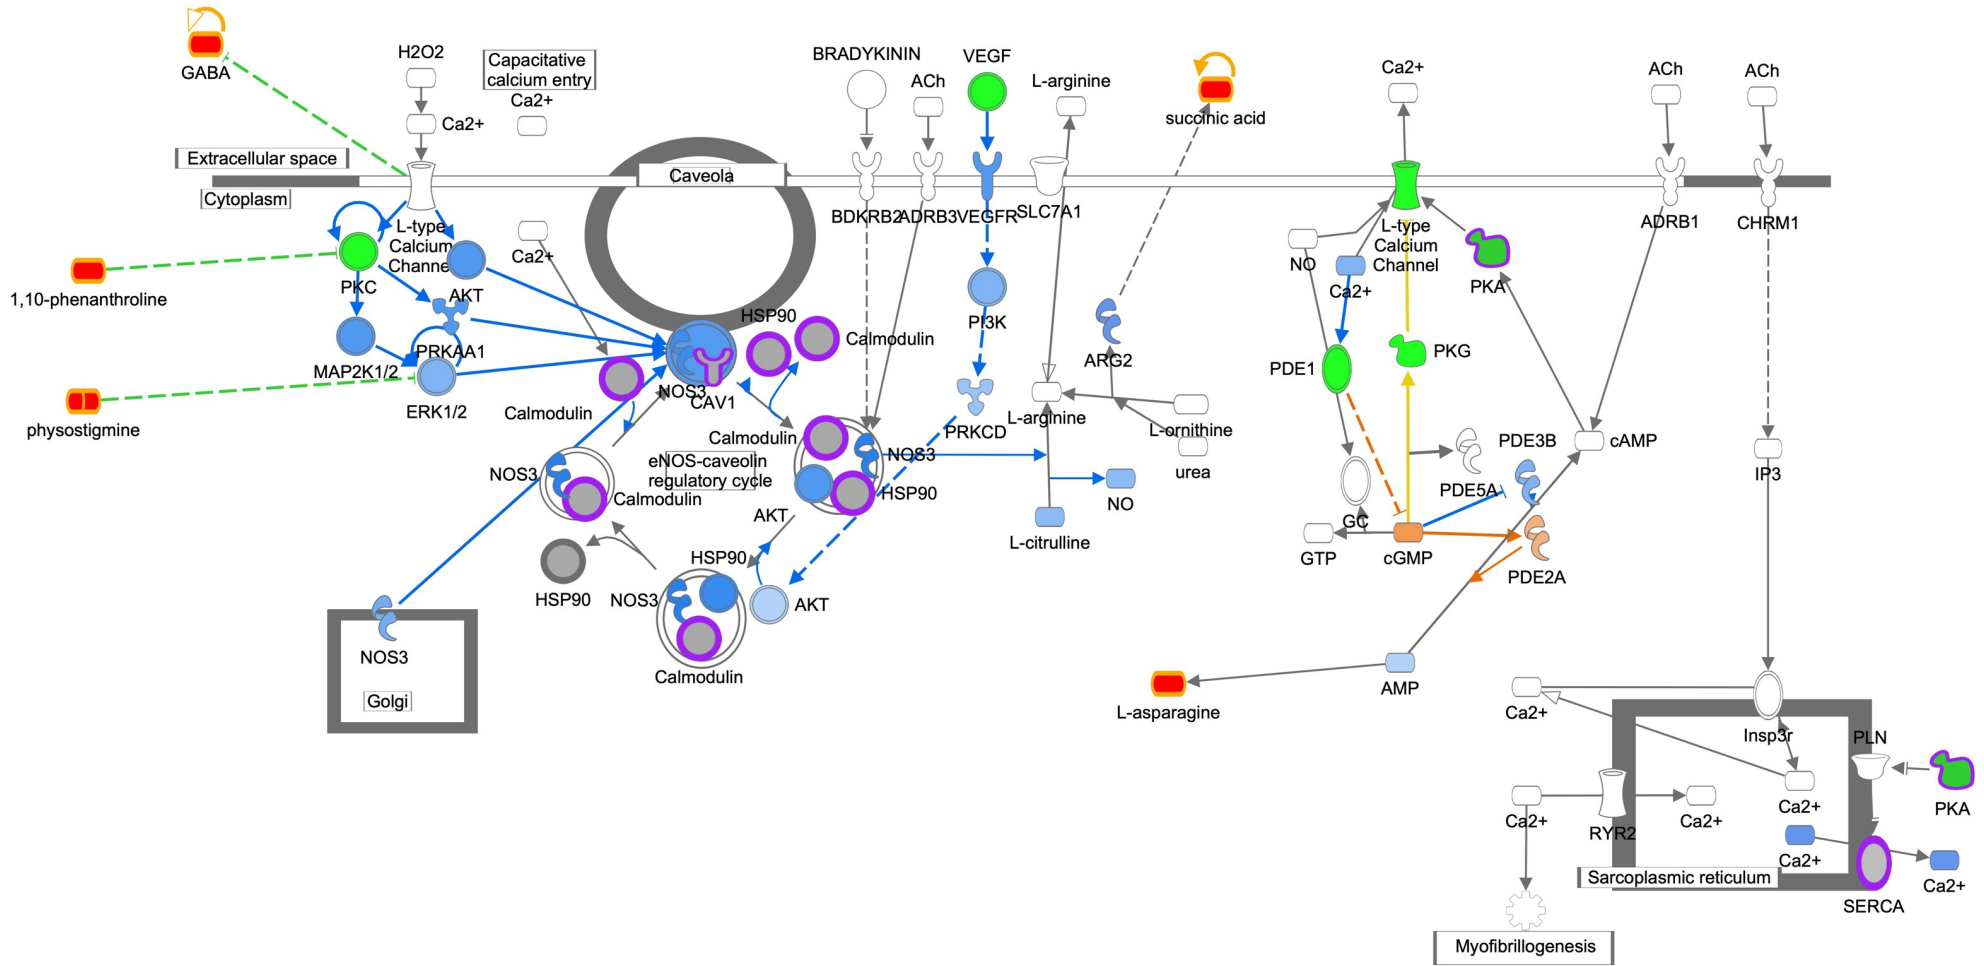 GABA
H2O2
Capacitative
calcium entry
Ca2+
Ca2+
BRADYKININ
ACh
VEGF
L-arginine
succinic acid
Ca2+
ACh
ACh
Extracellular space
Cytoplasm
Caveola
L-type
Calcium
Channe
Ca2+
BDKRB2
ADRB3
VEGFR
SLC7A1
NO
L-type
Calcium
Channel
Ca2+
PKA
ADRB1
CHRM1
1,10-phenanthroline
PKC
AKT
MAP2K1/2
PRKAA1
ERK1/2
physostigmine
HSP90
Calmodulin
NOS3
CAV1
Calmodulin
PI3K
PRKCD
ARG2
L-arginine
L-ornithine
urea
PDE1
PKG
PDE3B
cAMP
IP3
Calmodulin
NOS3
HSP90
AKT
eNOS-caveolin
regulatory cycle
NOS3
Calmodulin
NO
L-citrulline
PDE5A
GC
GTP
cGMP
PDE2A
HSP90
HSP90
NOS3
AKT
Calmodulin
NOS3
Golgi
L-asparagine
AMP
Ca2+
Insp3r
PLN
PKA
Ca2+
Ca2+
RYR2
Ca2+
Ca2+
Ca2+
Sarcoplasmic reticulum
SERCA
Myofibrillogenesis